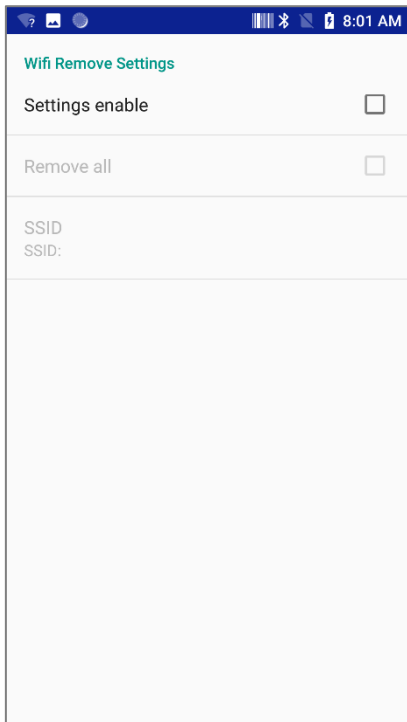 8:01 AM
Wifi Remove Settings
Settings enable
Remove all
SSID
SSID: